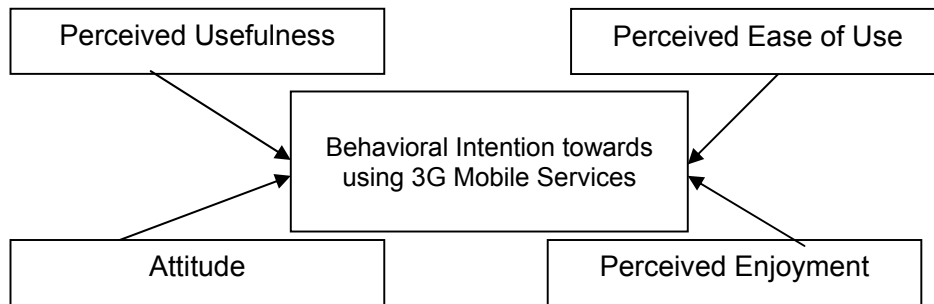 Perceived Usefulness
Perceived Ease of Use
Behavioral Intention towards
using 3G Mobile Services
Attitude
Perceived Enjoyment